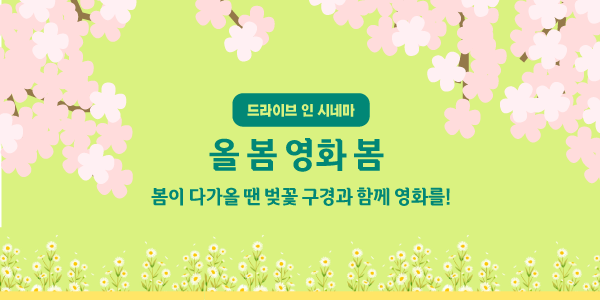 드라이브 인 시네마
올 봄 영화 봄
봄이 다가올 땐 벚꽃 구경과 함께 영화를!